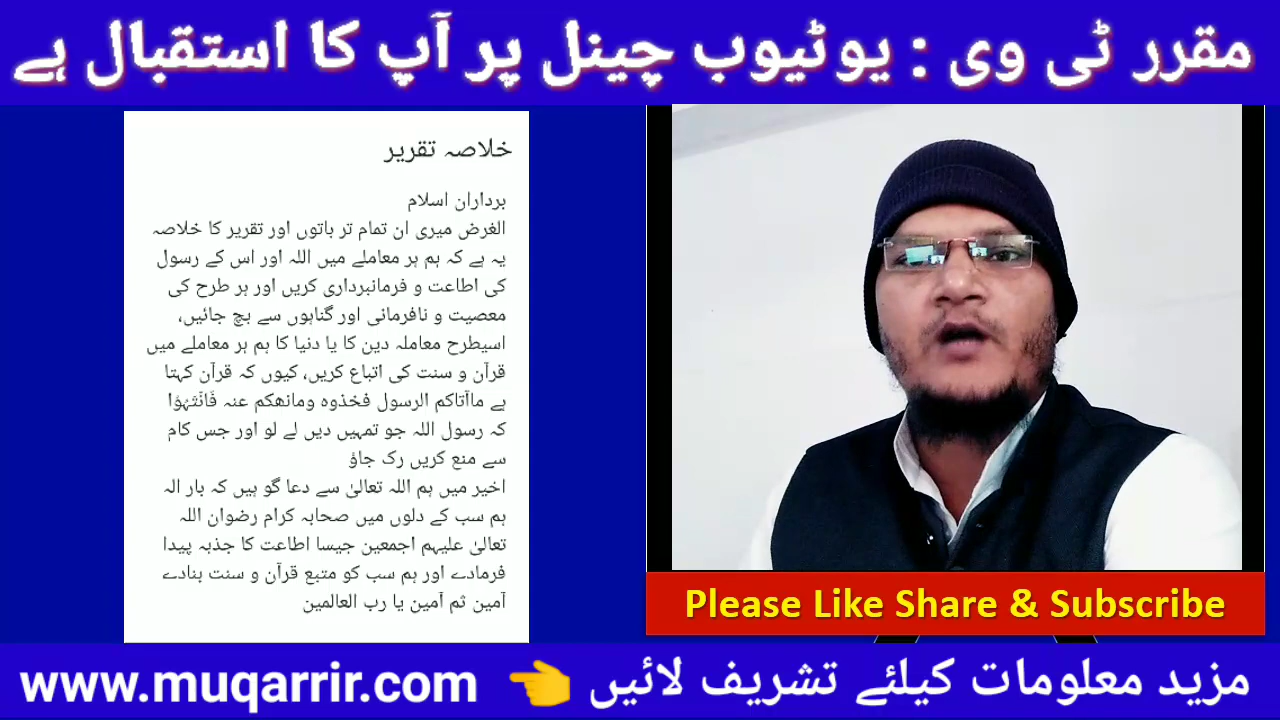 مقرر ٹی وی : یوٹیوب چینل پر آپ کا استقبال ہے
خلاصہ تقریر
برداران اسلام
الغرض میری ان تمام تر باتوں اور تقریر کا خلاصہ
یہ ہے کہ ہم ہر معاملے میں اللہ اور اس کے رسول
کی اطاعت و فرمانبرداری کریں اور ہر طرح کی
معصیت و نافرمانی اور گناہوں سے بچ جائیں،
اسیطرح معاملہ دین کا یا دنیا کا ہم ہر معاملے میں
قرآن و سنت کی اتباع کریں، کیوں کہ قرآن کہتا
ہے ماآتاکم الرسول فخذوه ومانهكم عنہ فَانْتَہُؤا
کہ رسول اللہ جو تمہیں دیں لے لو اور جس کام
سے منع کریں رک جاؤ
اخیر میں ہم اللہ تعالیٰ سے دعا گو ہیں کہ بار الہ
ہم سب کے دلوں میں صحابہ کرام رضوان اللہ
تعالیٰ علیہم اجمعین جیسا اطاعت کا جذبہ پیدا
فرمادے اور ہم سب کو متبع قرآن و سنت بنادے
آمین ثم آمین یا رب العالمین
Please Like Share & Subscribe
مزید معلومات کیلئے تشریف لائیں 👈 www.muqarrir.com